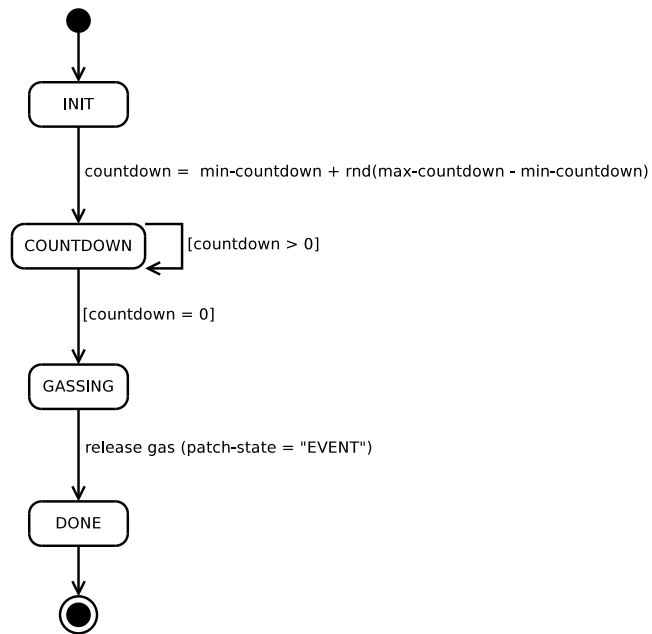 INIT
countdown =  min-countdown + rnd(max-countdown - min-countdown)
COUNTDOWN
[countdown > 0]
[countdown = 0]
GASSING
release gas (patch-state = "EVENT")
DONE